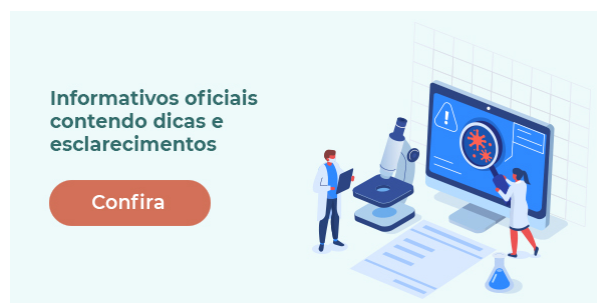 Informativos oficiais
contendo dicas e
esclarecimentos
Confira
!